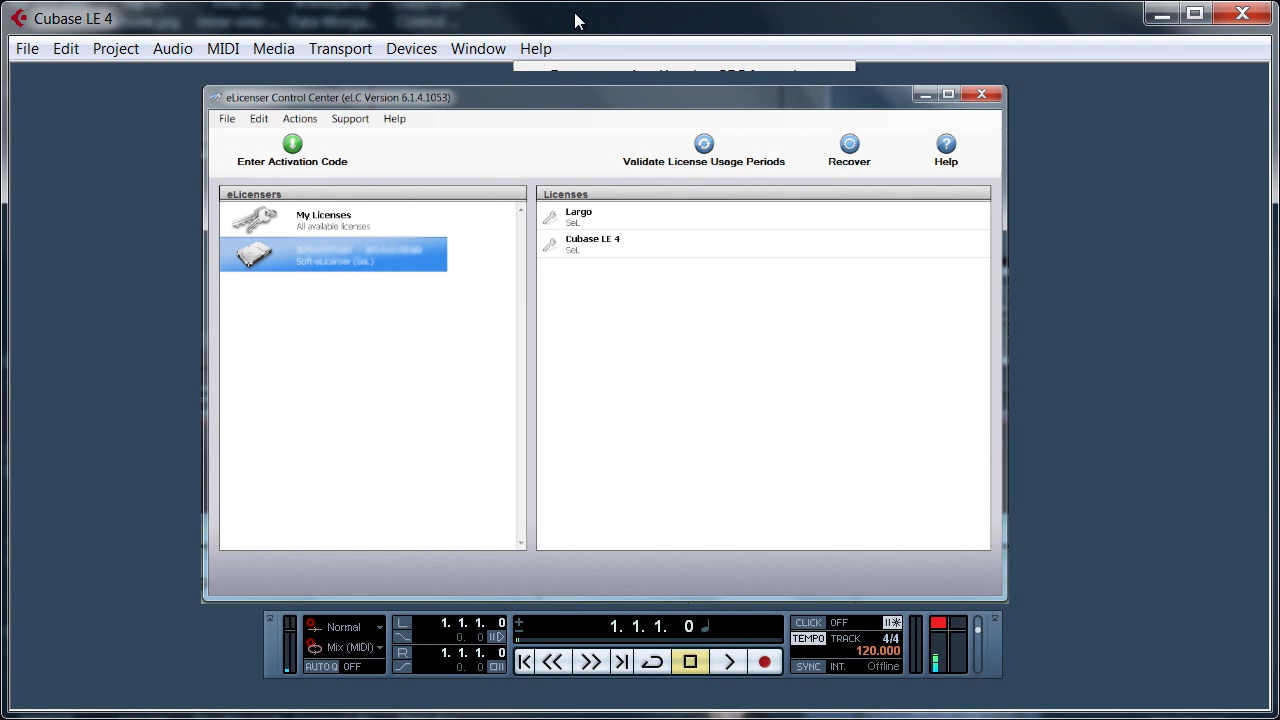 Cubase LE 4
File Edit Project Audio MIDI Media Transport Devices Window Help
eLicenser Control Center (eLC Version 6.1.4.1053)
File Edit Actions Support Help
Enter Activation Code
Validate License Usage Periods
Recover
Help
eLicensers
My Licenses
All available licenses
Soft-eLicenser (SeL)
Licenses
Largo
SeL
Cubase LE 4
SeL
Normal
Mix (MIDI)
AUTO Q OFF
L 1. 1. 1. 0
0. 0
R 1. 1. 1. 0
0. 0
1. 1. 1. 0
CLICK OFF
TEMPO TRACK 4/4
120.000
SYNC INT. Offline